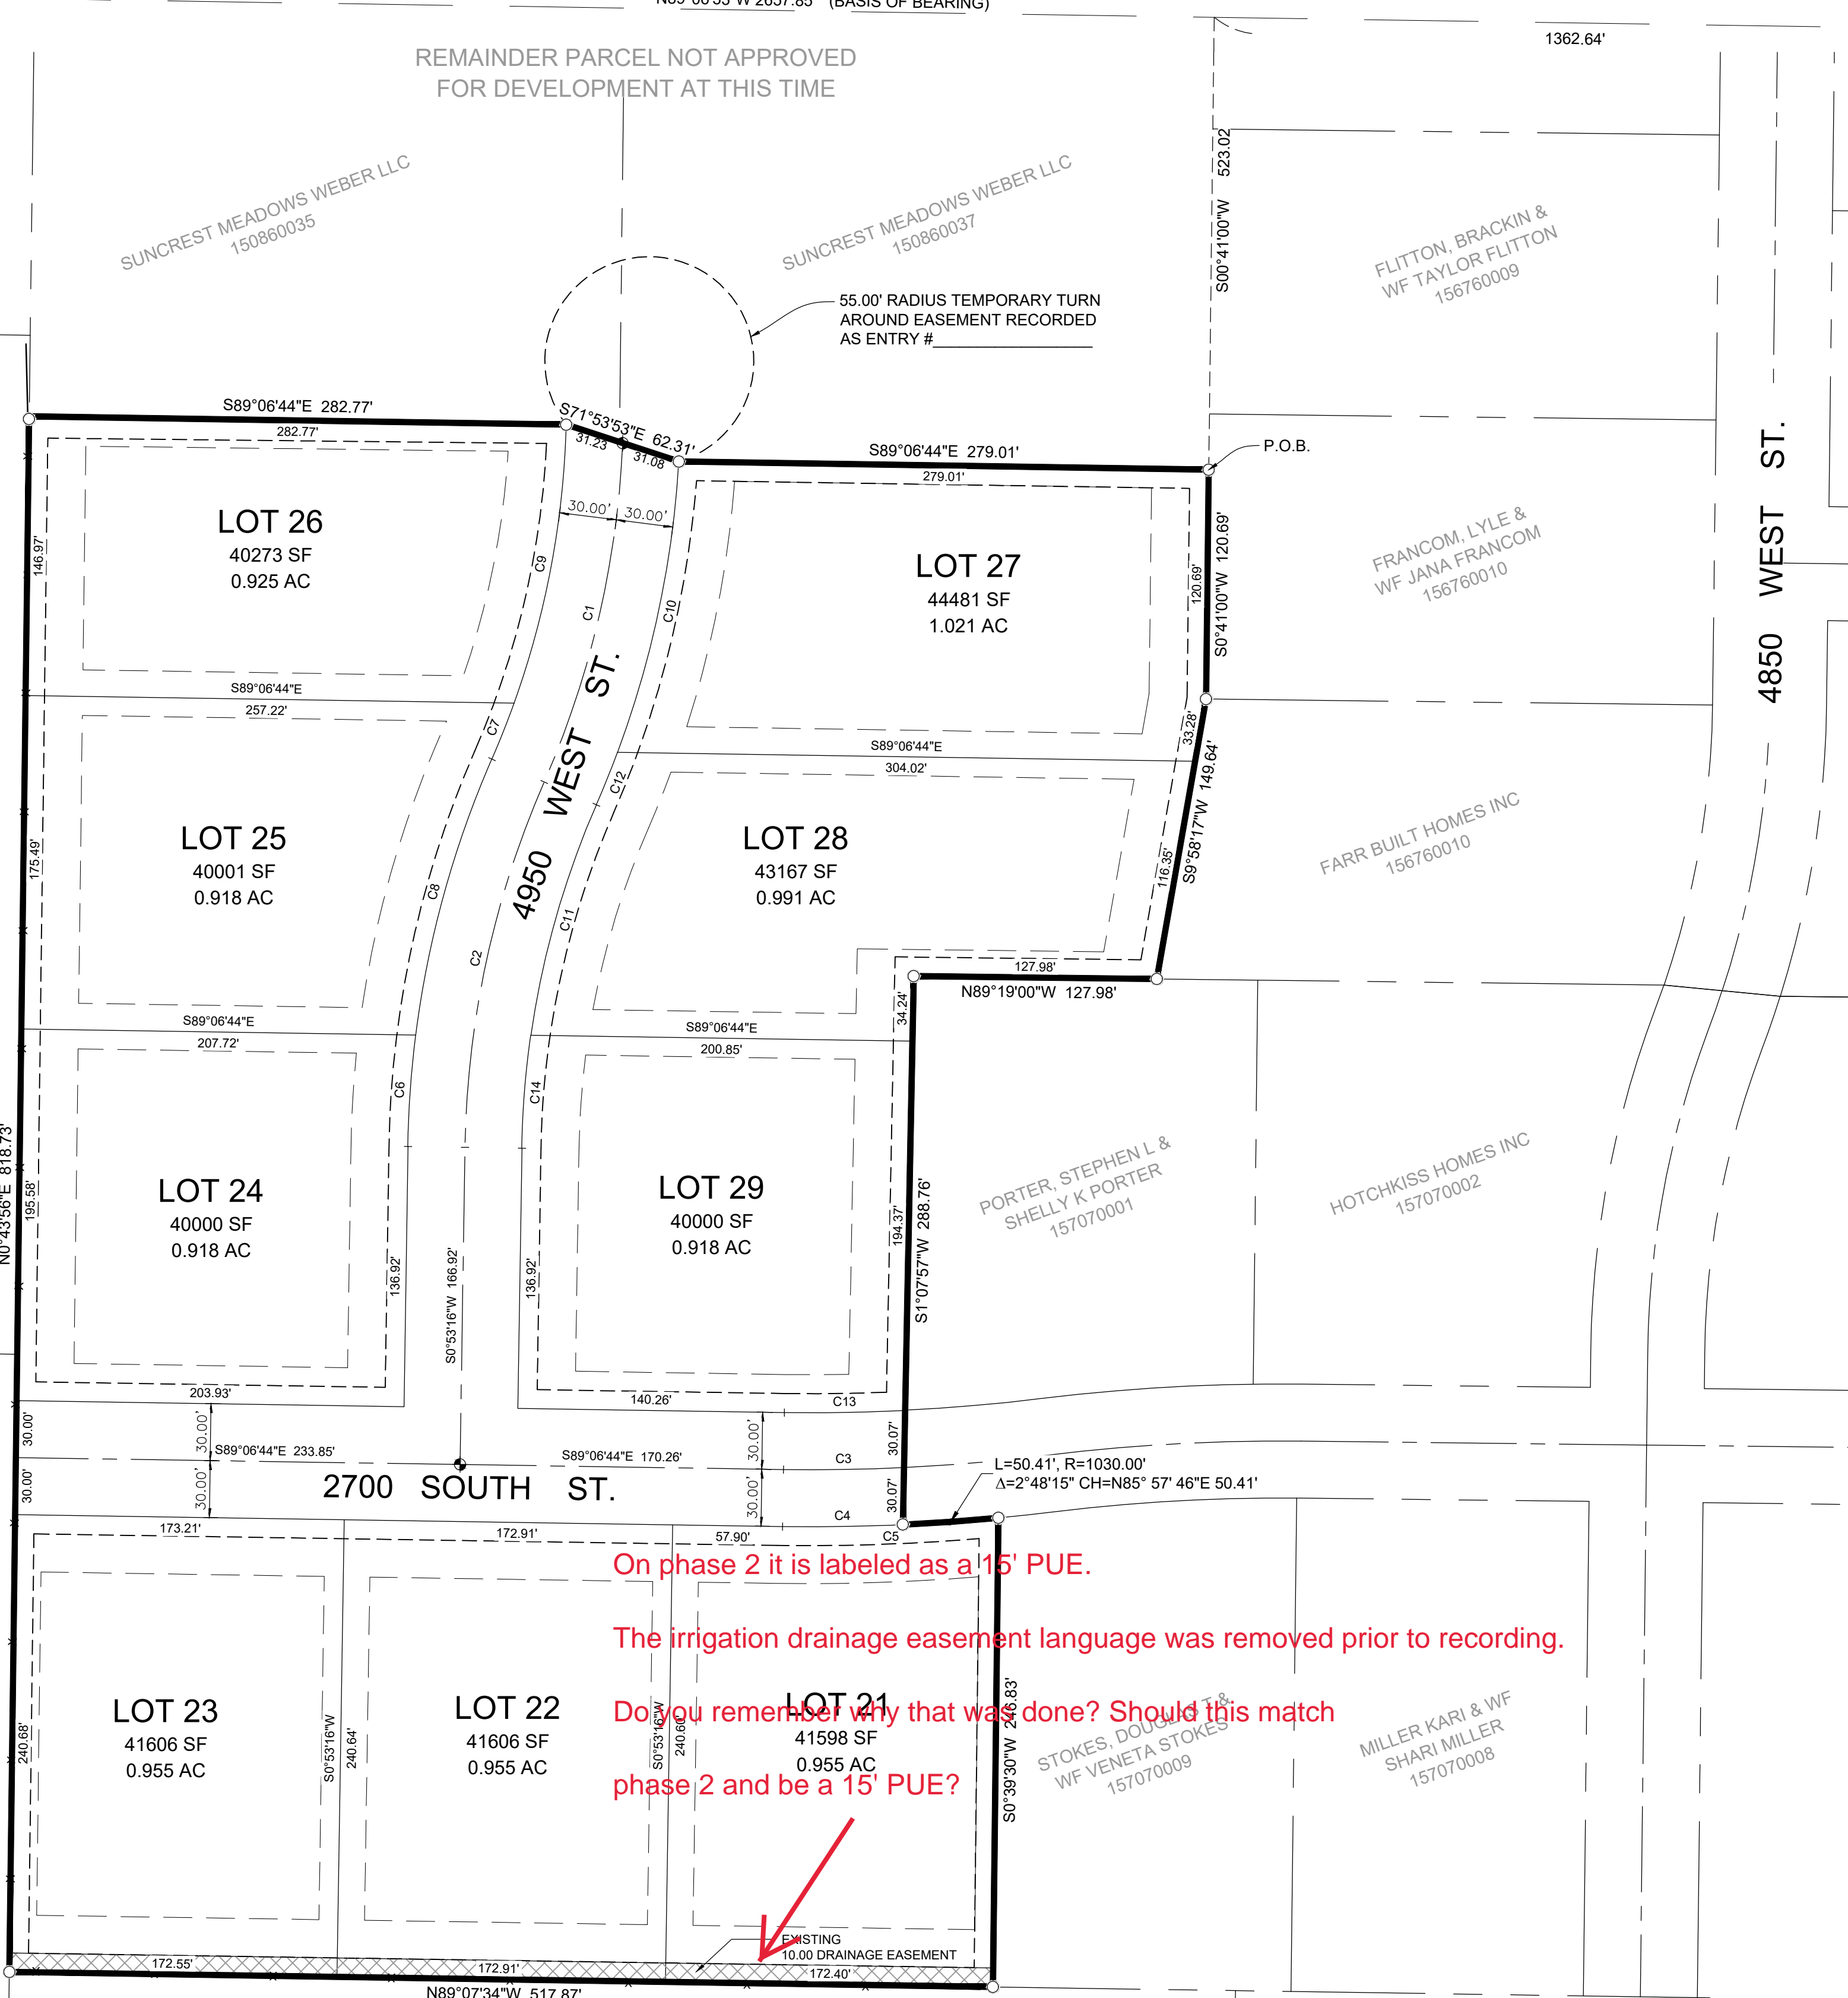 N89°06'53"W 2657.85' (BASIS OF BEARING)
1362.64'
REMAINDER PARCEL NOT APPROVED
FOR DEVELOPMENT AT THIS TIME
S00°41'00"W 523.02
SUNCREST MEADOWS WEBER LLC
150860035
SUNCREST MEADOWS WEBER LLC
150860037
FLITTON, BRACKIN &
WF TAYLOR FLITTON
156760009
55.00' RADIUS TEMPORARY TURN
AROUND EASEMENT RECORDED
AS ENTRY #
S89°06'44"E 282.77'
282.77'
S71°53'53"E 62.31'
31.23
31.08
S89°06'44"E 279.01'
279.01'
P.O.B.
4850 WEST ST.
30.00'
30.00'
LOT 26
40273 SF
0.925 AC
146.97'
C9
C1
C10
LOT 27
44481 SF
1.021 AC
120.69'
S0°41'00"W 120.69'
FRANCOM, LYLE &
WF JANA FRANCOM
156760010
S89°06'44"E
257.22'
C7
4950 WEST ST.
C12
S89°06'44"E
304.02'
33.28'
S9°58'17"W 149.64'
116.35'
FARR BUILT HOMES INC
156760010
LOT 25
40001 SF
0.918 AC
175.49'
C8
C2
C11
LOT 28
43167 SF
0.991 AC
127.98'
N89°19'00"W 127.98'
34.24'
S89°06'44"E
207.72'
S89°06'44"E
200.85'
C6
C14
N0°43'56"E 818.73'
195.58'
LOT 24
40000 SF
0.918 AC
136.92'
S0°53'16"W 166.92'
136.92'
LOT 29
40000 SF
0.918 AC
194.37'
S1°07'57"W 288.76'
PORTER, STEPHEN L &
SHELLY K PORTER
157070001
HOTCHKISS HOMES INC
157070002
203.93'
140.26'
C13
30.00'
30.00'
30.00'
30.07'
S89°06'44"E 233.85'
S89°06'44"E 170.26'
C3
L=50.41', R=1030.00'
Δ=2°48'15" CH=N85° 57' 46"E 50.41'
2700 SOUTH ST.
30.00'
30.00'
30.00'
30.07'
C4
173.21'
172.91'
57.90'
C5
On phase 2 it is labeled as a 15' PUE.
The irrigation drainage easement language was removed prior to recording.
Do you remember why that was done? Should this match
phase 2 and be a 15' PUE?
LOT 23
41606 SF
0.955 AC
240.68'
S0°53'16"W
240.64'
LOT 22
41606 SF
0.955 AC
S0°53'16"W
240.60'
LOT 21
41598 SF
0.955 AC
S0°39'30"W 246.83'
STOKES, DOUGLAS T &
WF VENETA STOKES
157070009
MILLER KARI & WF
SHARI MILLER
157070008
EXISTING
10.00 DRAINAGE EASEMENT
172.55'
172.91'
172.40'
N89°07'34"W 517.87'